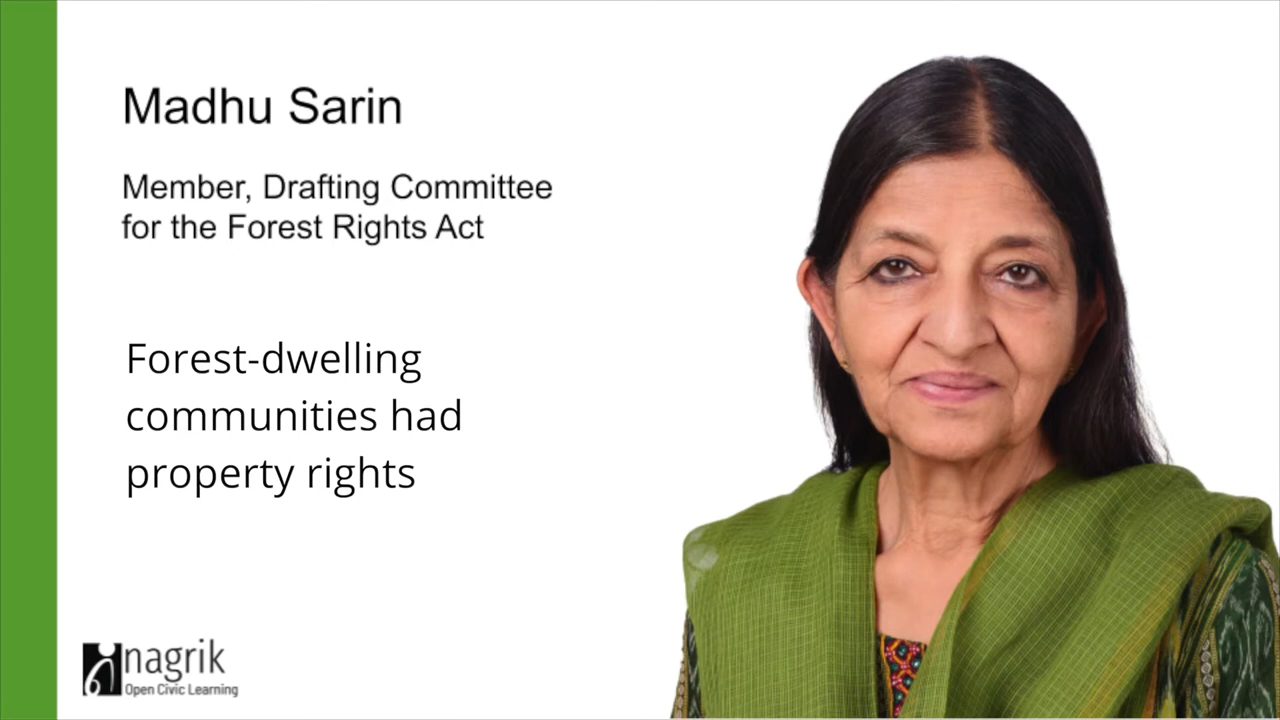 Madhu Sarin
Member, Drafting Committee
for the Forest Rights Act
Forest-dwelling
communities had
property rights
nagrik
Open Civic Learning